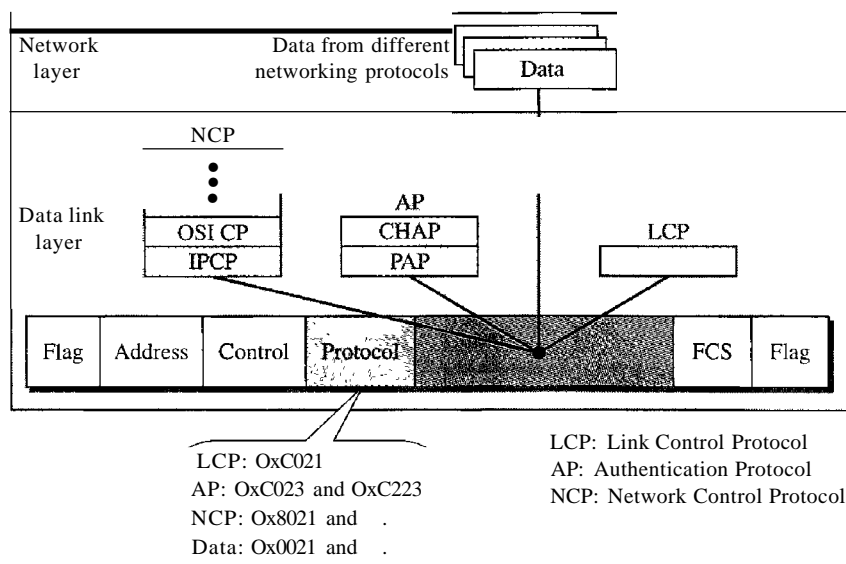 Network
layer
Data from different
networking protocols
Data
NCP
Data link
layer
OSI CP
IPCP
AP
CHAP
PAP
LCP
Flag Address Control Protocol FCS Flag
LCP: OxC021
AP: OxC023 and OxC223
NCP: Ox8021 and .
Data: Ox0021 and .
LCP: Link Control Protocol
AP: Authentication Protocol
NCP: Network Control Protocol